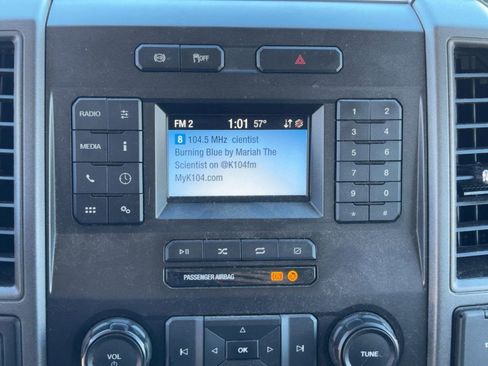 OFF
FM 2 1:01 57°
RADIO
8 104.5 MHz cientist
Burning Blue by Mariah The
Scientist on @K104fm
MyK104.com
MEDIA i
1 2
3 4
5 6
7 8
9 0
* #
PASSENGER AIRBAG
VOL
OK
TUNE